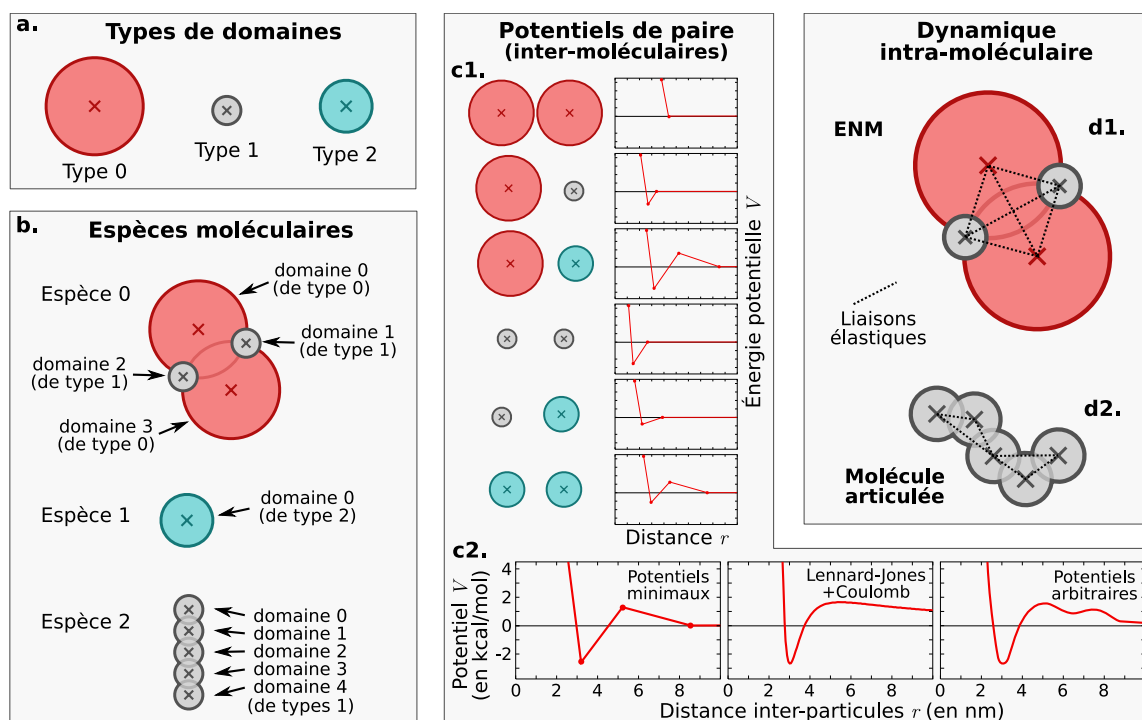 a.
Types de domaines
Type 0
Type 1
Type 2
b.
Espèces moléculaires
Espèce 0
domaine 0
(de type 0)
domaine 1
(de type 1)
domaine 2
(de type 1)
domaine 3
(de type 0)
Espèce 1
domaine 0
(de type 2)
Espèce 2
domaine 0
domaine 1
domaine 2
domaine 3
domaine 4
(de types 1)
Potentiels de paire
(inter-moléculaires)
c1.
Énergie potentielle V
Distance r
c2.
Potentiel V
(en kcal/mol)
4
2
0
-2
Potentiels
minimaux
Lennard-Jones
+Coulomb
Potentiels
arbitraires
0 2 4 6 8 0 2 4 6 8 0 2 4 6 8
Distance inter-particules r (en nm)
Dynamique
intra-moléculaire
ENM
d1.
Liaisons
élastiques
d2.
Molécule
articulée